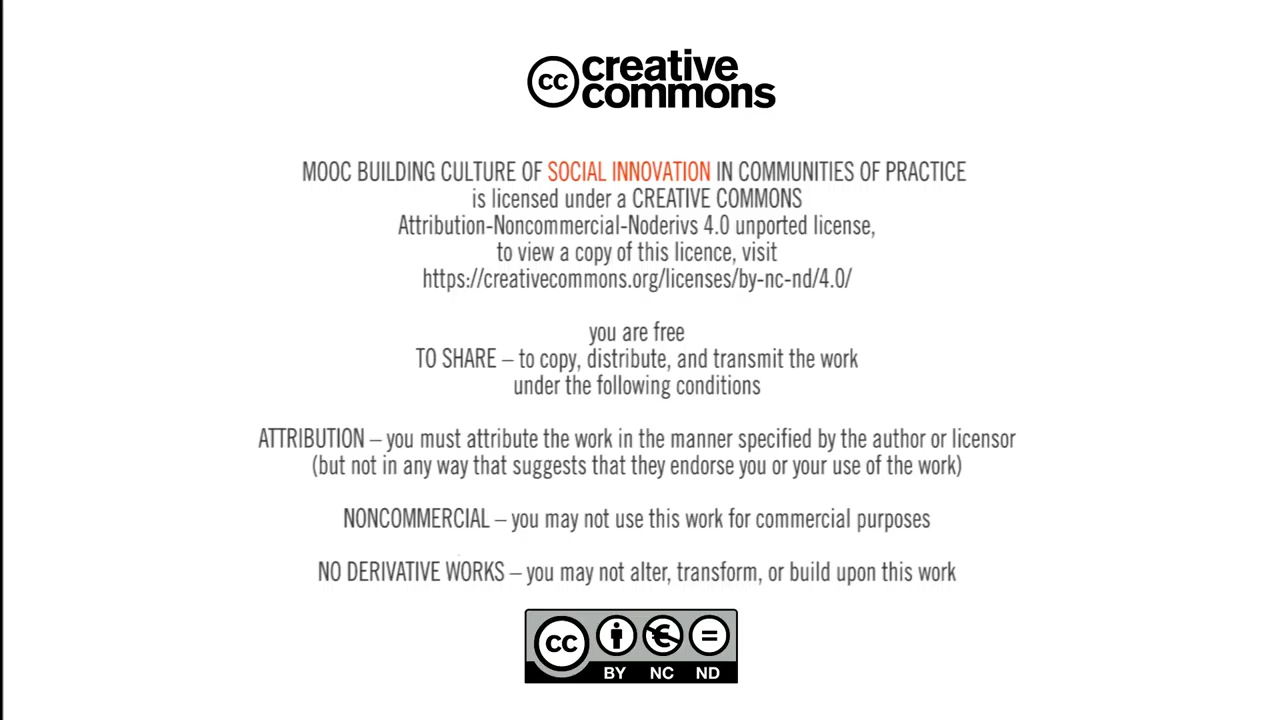 cc creative
commons
MOOC BUILDING CULTURE OF SOCIAL INNOVATION IN COMMUNITIES OF PRACTICE
is licensed under a CREATIVE COMMONS
Attribution-Noncommercial-Noderivs 4.0 unported license,
to view a copy of this licence, visit
https://creativecommons.org/licenses/by-nc-nd/4.0/
you are free
TO SHARE – to copy, distribute, and transmit the work
under the following conditions
ATTRIBUTION – you must attribute the work in the manner specified by the author or licensor
(but not in any way that suggests that they endorse you or your use of the work)
NONCOMMERCIAL – you may not use this work for commercial purposes
NO DERIVATIVE WORKS – you may not alter, transform, or build upon this work
cc € =
BY NC ND